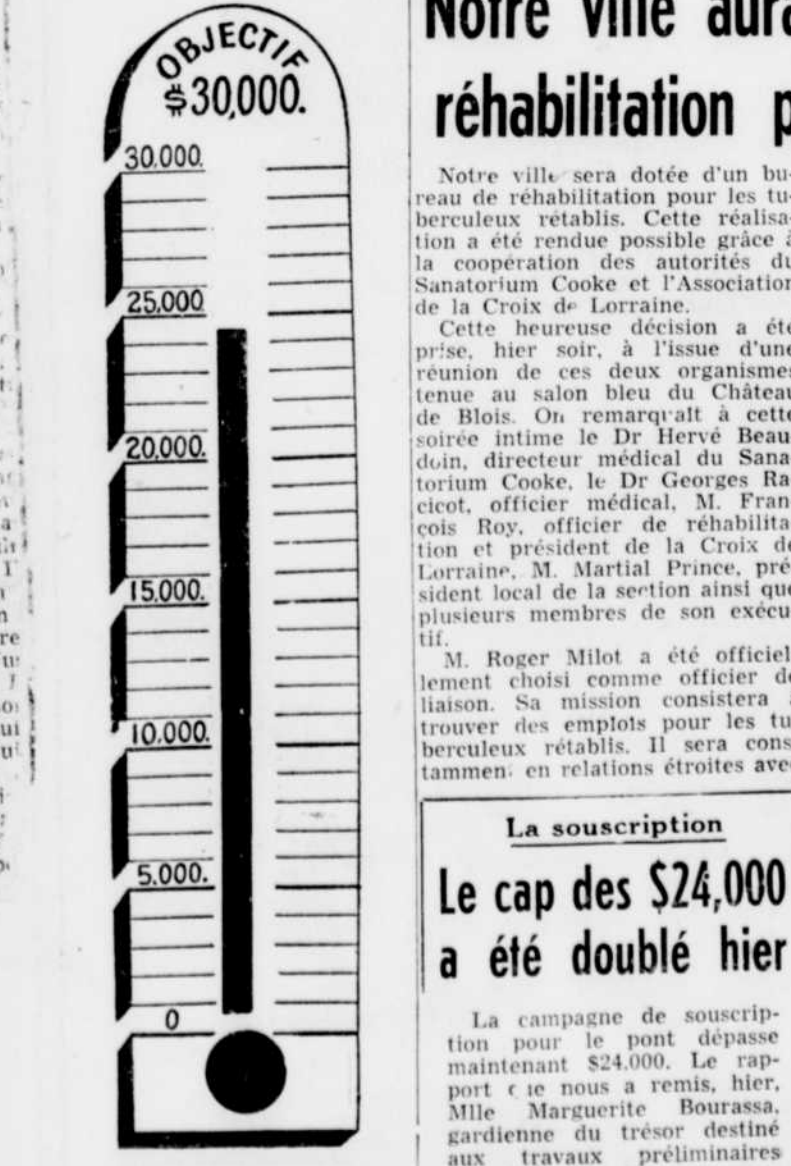 OBJECTIF
$30,000.
30.000.
25,000
20,000.
15,000.
10.000.
5.000.
0
Notre ville aura
réhabilitation
Notre ville sera dotée d'un bu-
reau de réhabilitation pour les tu-
berculeux rétablis. Cette réalisa-
tion a été rendue possible grâce à
la coopération des autorités du
Sanatorium Cooke et l'Association
de la Croix de Lorraine.
Cette heureuse décision a été
prise, hier soir, à l'issue d'une
réunion de ces deux organismes
tenue au salon bleu du Château
de Blois. On remarquait à cette
soirée intime le Dr Hervé Beau-
doin, directeur médical du Sana-
torium Cooke, le Dr Georges Ra-
cicot, officier médical, M. Fran-
çois Roy, officier de réhabilita-
tion et président de la Croix de
Lorraine, M. Martial Prince, pré-
sident local de la section ainsi que
plusieurs membres de son exécu-
tif.
M. Roger Milot a été officiel-
lement choisi comme officier de
liaison. Sa mission consistera
trouver des emplois pour les tu-
berculeux rétablis. Il sera cons-
tamment en relations étroites avec
La souscription
Le cap des $24,000
a été doublé hier
La campagne de souscrip-
tion pour le pont dépasse
maintenant $24.000. Le rap-
port que nous a remis, hier,
Mlle Marguerite Bourassa,
gardienne du trésor destiné
aux travaux préliminaires